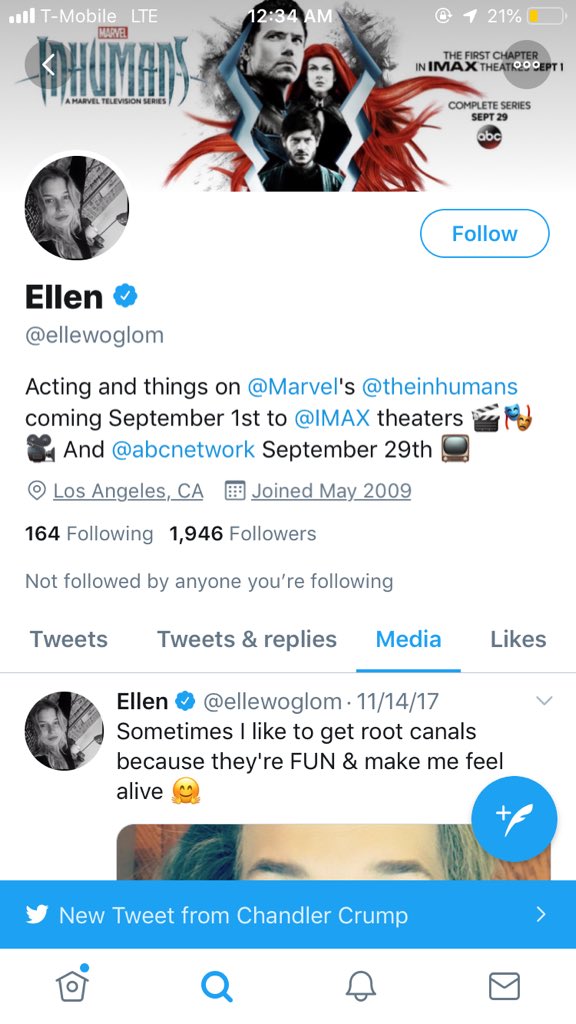 T-Mobile LTE 12:34 AM 21%
MARVEL
INHUMANS
A MARVEL TELEVISION SERIES
THE FIRST CHAPTER
IN IMAX THEATRES SEPT 1
COMPLETE SERIES
SEPT 29
abc
Follow
Ellen
@ellewoglom
Acting and things on @Marvel's @theinhumans
coming September 1st to @IMAX theaters 🎬🎭
🎥 And @abcnetwork September 29th 📺
Los Angeles, CA Joined May 2009
164 Following 1,946 Followers
Not followed by anyone you're following
Tweets Tweets & replies Media Likes
Ellen @ellewoglom · 11/14/17
Sometimes I like to get root canals
because they're FUN & make me feel
alive 🤗
New Tweet from Chandler Crump